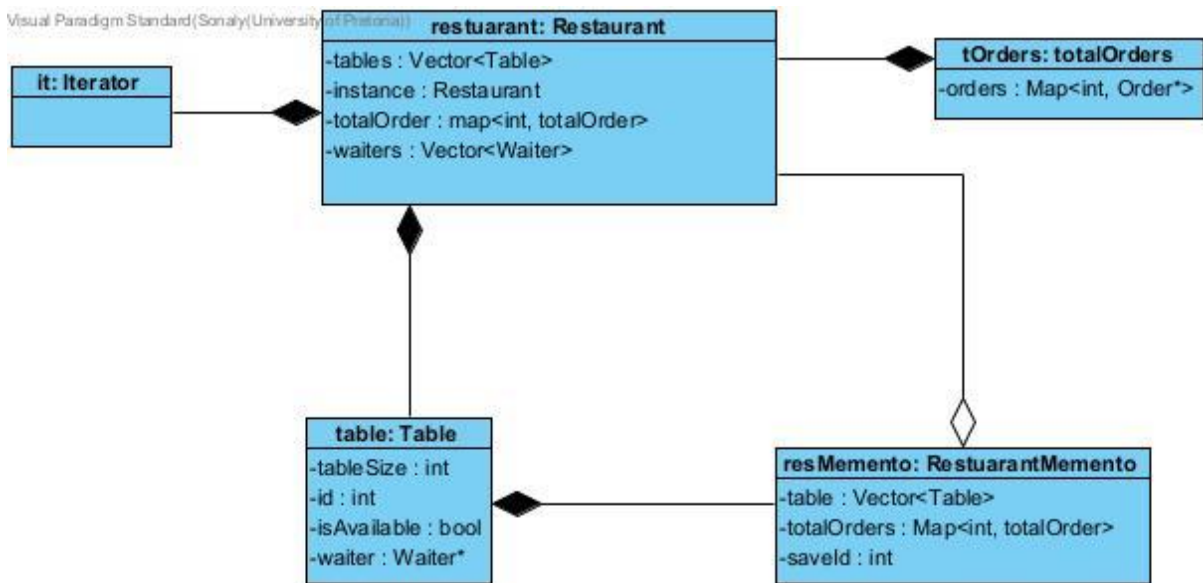 Visual Paradigm Standard(Sonaly(University of Pretoria))
restuarant: Restaurant
-tables : Vector<Table>
-instance : Restaurant
-totalOrder : map<int, totalOrder>
-waiters : Vector<Waiter>
it: Iterator
tOrders: totalOrders
-orders : Map<int, Order*>
table: Table
-tableSize : int
-id : int
-isAvailable : bool
-waiter : Waiter*
resMemento: RestuarantMemento
-table : Vector<Table>
-totalOrders : Map<int, totalOrder>
-saveId : int